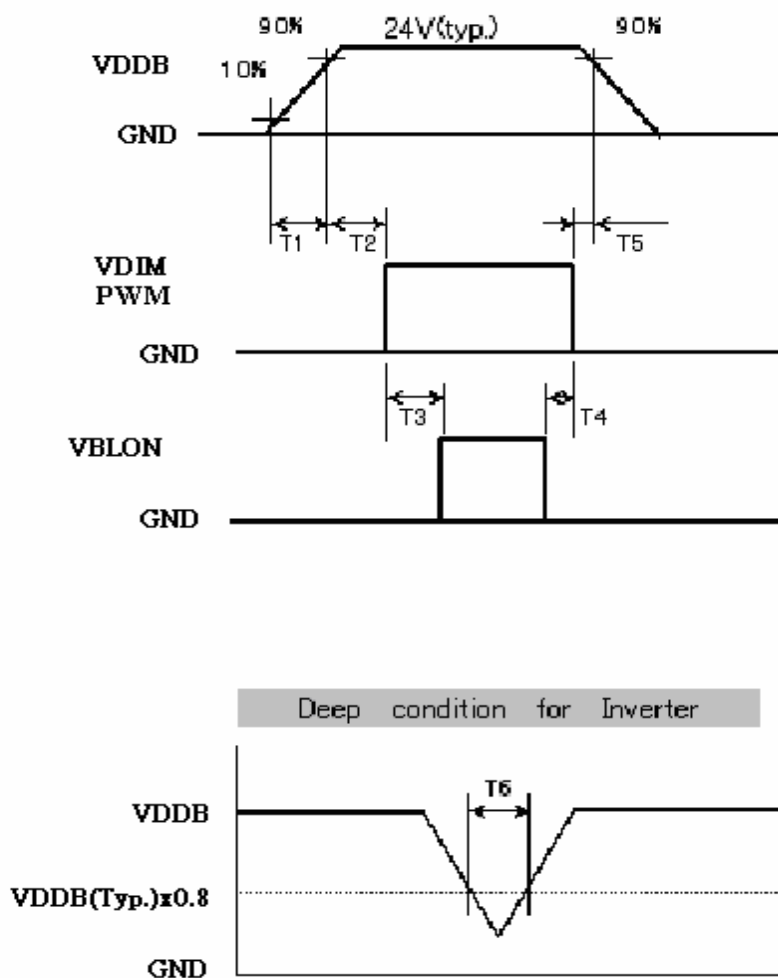 90% 24V(typ.) 90%
VDDB
10%
GND
T1 T2 T5
VDIM
PWM
GND
T3 T4
VBLON
GND
Deep condition for Inverter
T6
VDDB
VDDB(Typ.)x0.8
GND